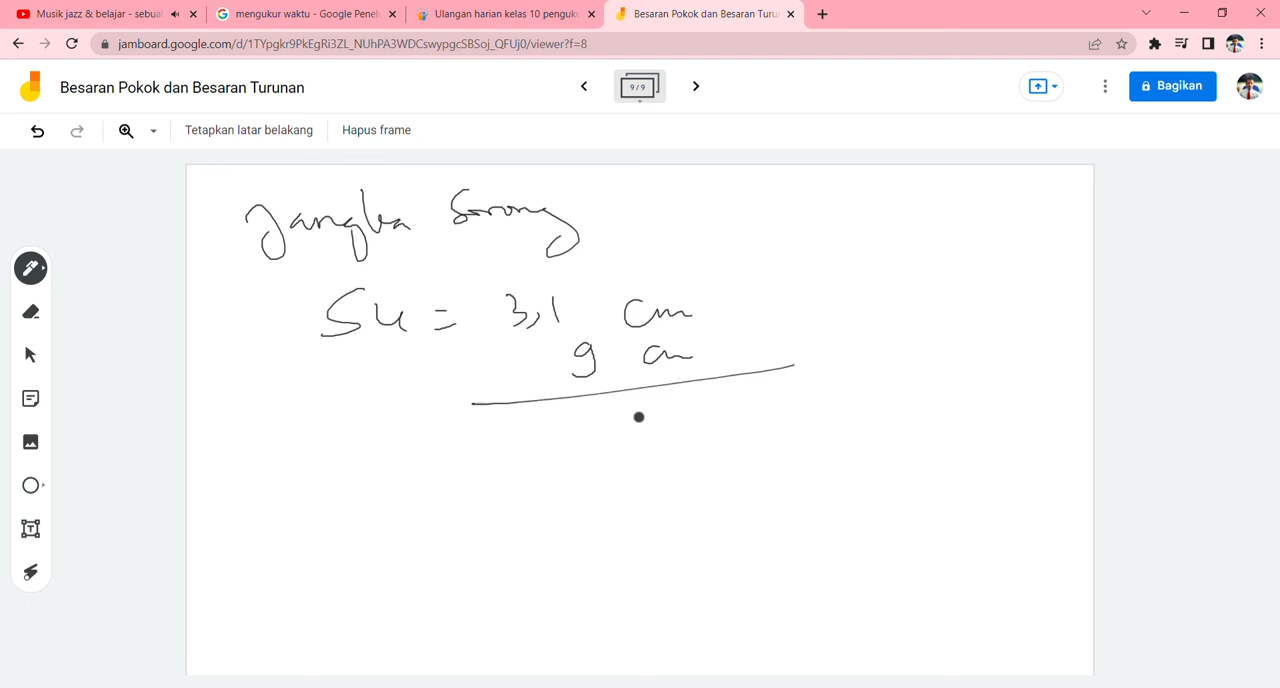 Musik jazz & belajar - sebua
mengukur waktu - Google Penel
Ulangan harian kelas 10 penguku
Besaran Pokok dan Besaran Turun
jamboard.google.com/d/1TYpgkr9PkEgRi3ZL_NUhPA3WDCswypgcSBSoj_QFUj0/viewer?f=8
Besaran Pokok dan Besaran Turunan
9 / 9
Bagikan
Tetapkan latar belakang
Hapus frame
Jangka Sorong
SU = 3,1 cm
9 cm